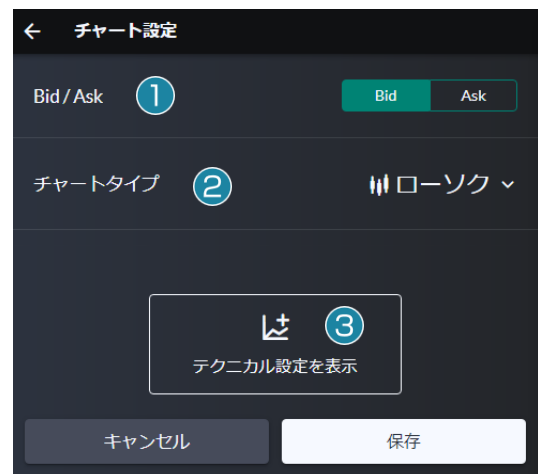 ← チャート設定
Bid / Ask ① Bid Ask
チャートタイプ ② ローソク
③
テクニカル設定を表示
キャンセル 保存